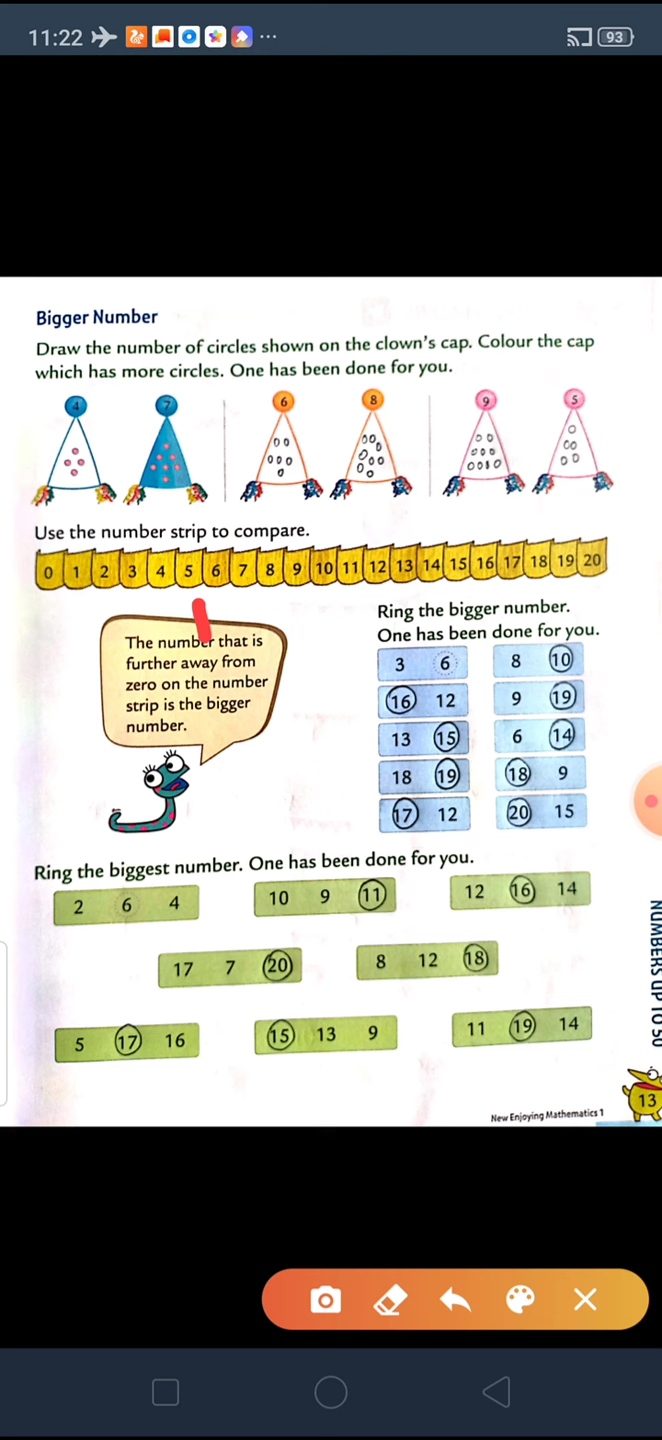 11:22
93
Bigger Number
Draw the number of circles shown on the clown's cap. Colour the cap
which has more circles. One has been done for you.
4 7 6 8 9 5
Use the number strip to compare.
0 1 2 3 4 5 6 7 8 9 10 11 12 13 14 15 16 17 18 19 20
The number that is
further away from
zero on the number
strip is the bigger
number.
Ring the bigger number.
One has been done for you.
3 6 8 10
16 12 9 19
13 15 6 14
18 19 18 9
17 12 20 15
Ring the biggest number. One has been done for you.
2 6 4 10 9 11 12 16 14
17 7 20 8 12 18
5 17 16 15 13 9 11 19 14
NUMBERS UP TO 50
13
New Enjoying Mathematics 1